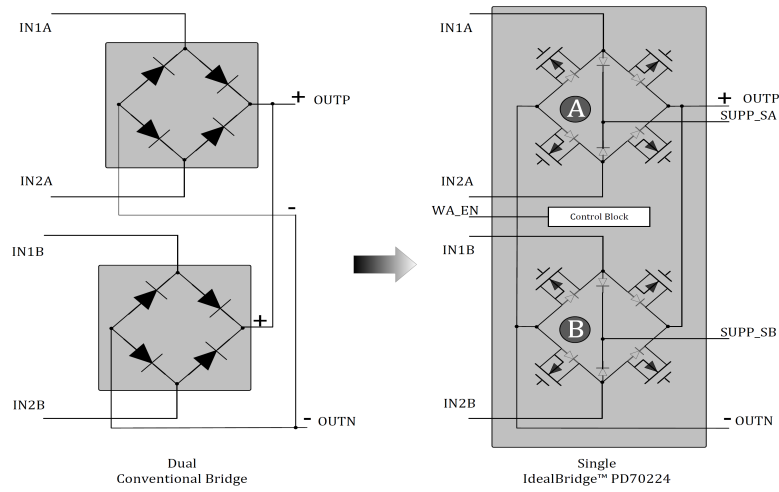 IN1A
+ OUTP
IN2A
-
IN1B
+
IN2B
- OUTN
Dual
Conventional Bridge
IN1A
A
+ OUTP
SUPP_SA
IN2A
WA_EN
Control Block
IN1B
B
SUPP_SB
IN2B
- OUTN
Single
IdealBridge™ PD70224